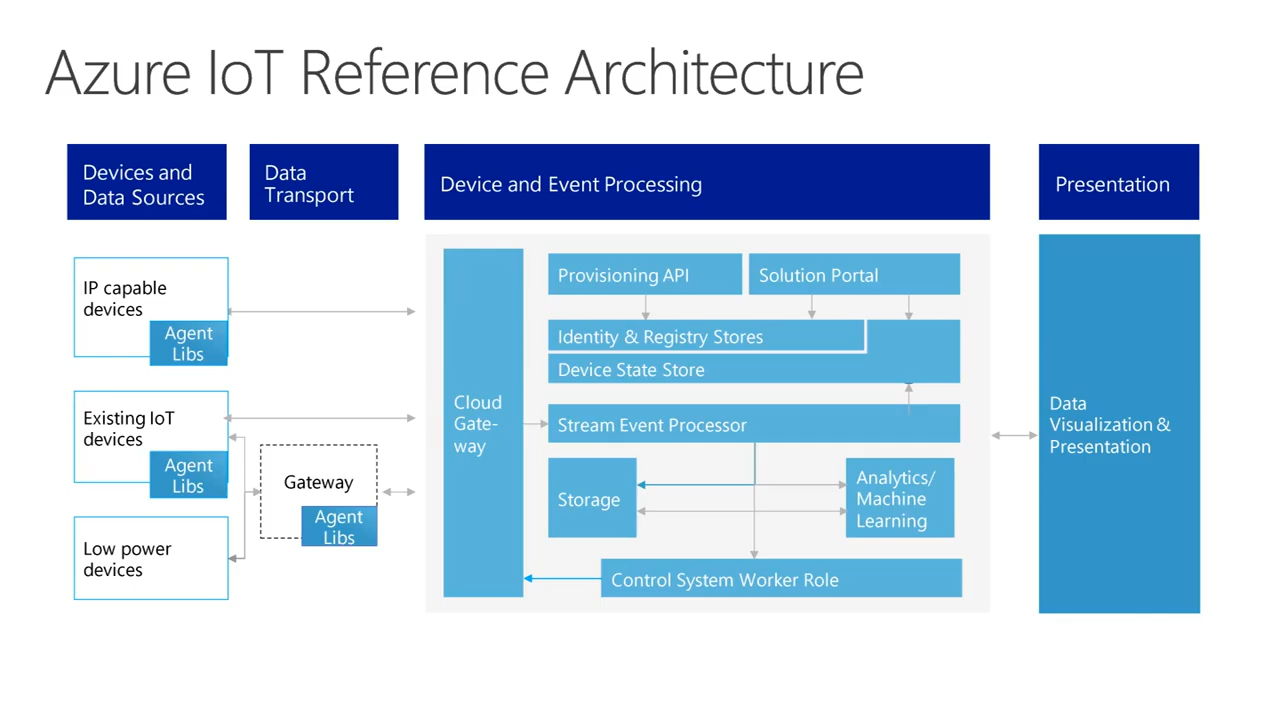 Azure IoT Reference Architecture
Devices and
Data Sources
Data
Transport
Device and Event Processing
Presentation
IP capable
devices
Agent
Libs
Existing IoT
devices
Agent
Libs
Low power
devices
Gateway
Agent
Libs
Cloud
Gate-
way
Provisioning API
Solution Portal
Identity & Registry Stores
Device State Store
Stream Event Processor
Storage
Analytics/
Machine
Learning
Control System Worker Role
Data
Visualization &
Presentation